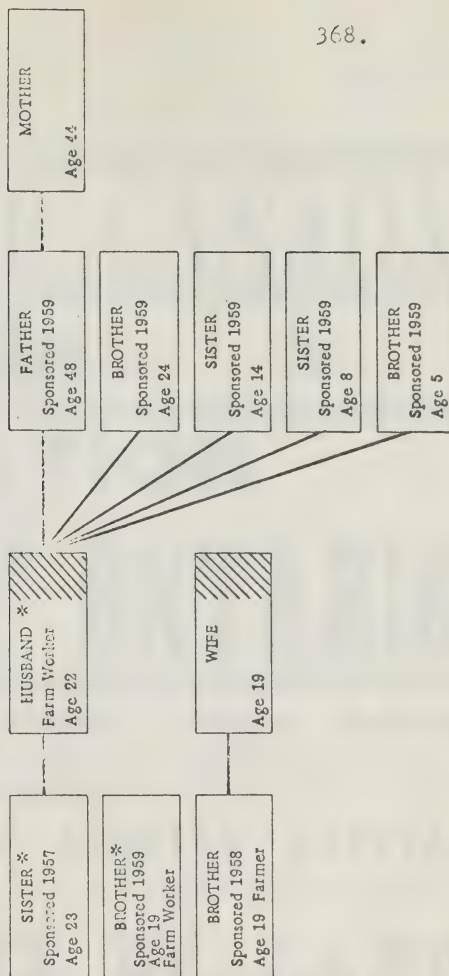 368.
MOTHER
Age 44
FATHER
Sponsored 1959
Age 48
BROTHER
Sponsored 1959
Age 24
SISTER
Sponsored 1959
Age 14
SISTER
Sponsored 1959
Age 8
BROTHER
Sponsored 1959
Age 5
HUSBAND *
Farm Worker
Age 22
WIFE
Age 19
SISTER *
Sponsored 1957
Age 23
BROTHER*
Sponsored 1959
Age 19
Farm Worker
BROTHER
Sponsored 1958
Age 19 Farmer